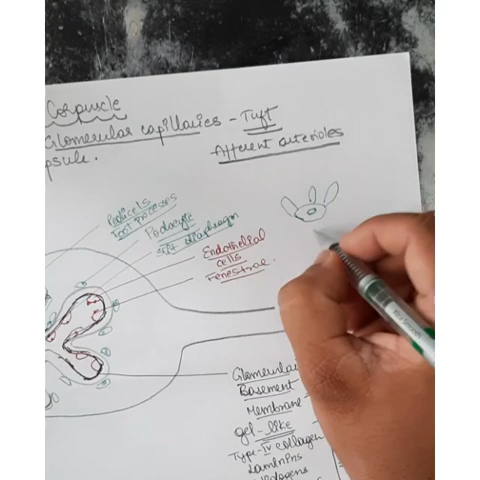 Corpuscle
Glomerular capillaries - Tuft
psule.
Afferent arterioles
Pedicels
Foot processes
Podocyte
Slit diaphragm
Endothelial
cells
Fenestrae.
Glomerular
Basement
Membrane
gel-like
Type-IV collagen
Laminins